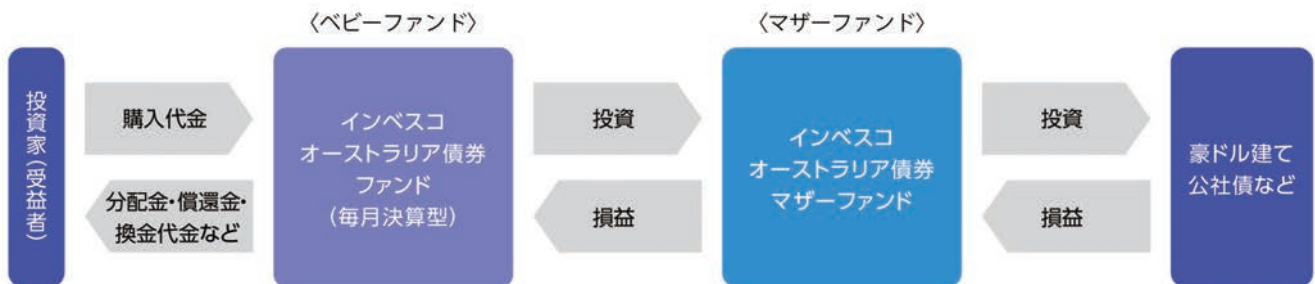 〈ベビーファンド〉
〈マザーファンド〉
投資家(受益者)
購入代金
分配金・償還金・
換金代金など
インベスコ
オーストラリア債券
ファンド
(毎月決算型)
投資
損益
インベスコ
オーストラリア債券
マザーファンド
投資
損益
豪ドル建て
公社債など